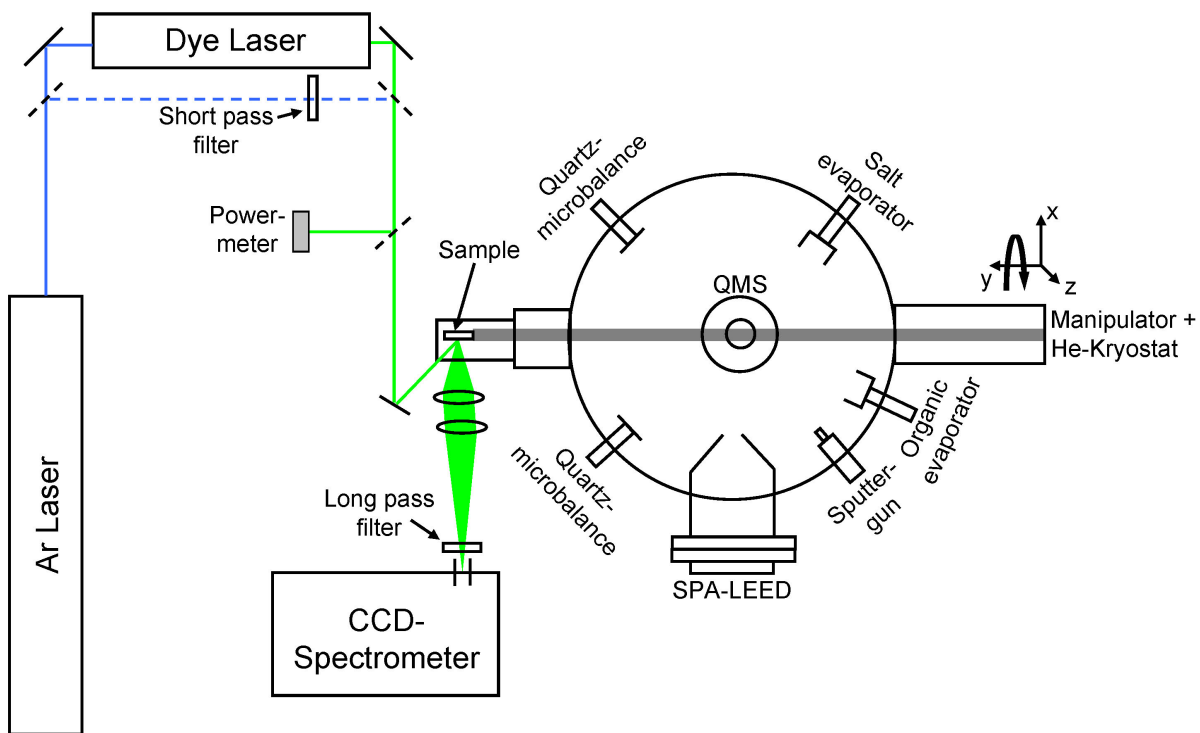 Dye Laser
Short pass
filter
Power-
meter
Sample
Quartz-
microbalance
Salt
evaporator
x
y
z
QMS
Manipulator +
He-Kryostat
Organic
evaporator
Sputter-
gun
Quartz-
microbalance
SPA-LEED
Long pass
filter
Ar Laser
CCD-
Spectrometer